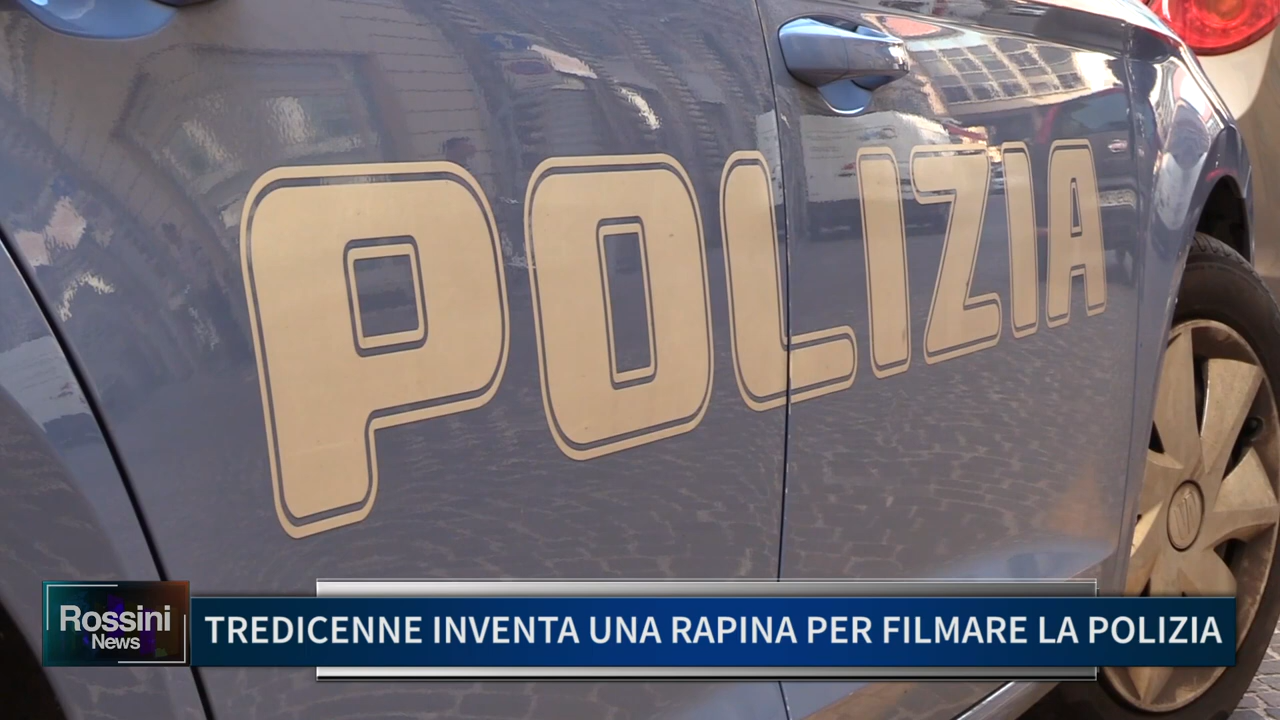 POLIZIA
Rossini
News
TREDICENNE INVENTA UNA RAPINA PER FILMARE LA POLIZIA